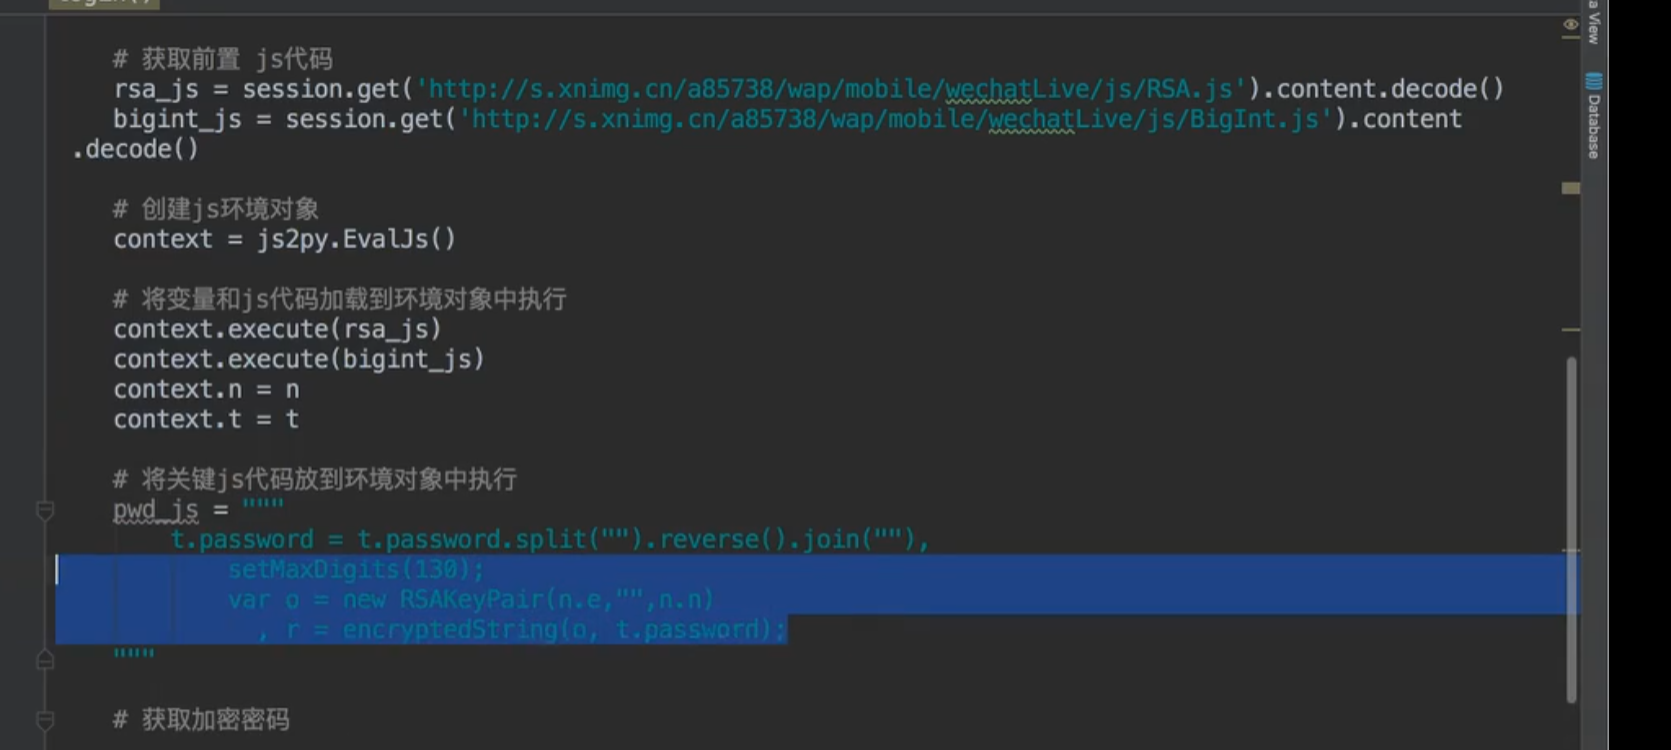 login()
# 获取前置 js代码
rsa_js = session.get('http://s.xnimg.cn/a85738/wap/mobile/wechatLive/js/RSA.js').content.decode()
bigint_js = session.get('http://s.xnimg.cn/a85738/wap/mobile/wechatLive/js/BigInt.js').content
.decode()
# 创建js环境对象
context = js2py.EvalJs()
# 将变量和js代码加载到环境对象中执行
context.execute(rsa_js)
context.execute(bigint_js)
context.n = n
context.t = t
# 将关键js代码放到环境对象中执行
pwd_js = """
t.password = t.password.split("").reverse().join(""),
setMaxDigits(130);
var o = new RSAKeyPair(n.e,"",n.n)
, r = encryptedString(o, t.password);
"""
# 获取加密密码
a View
Database